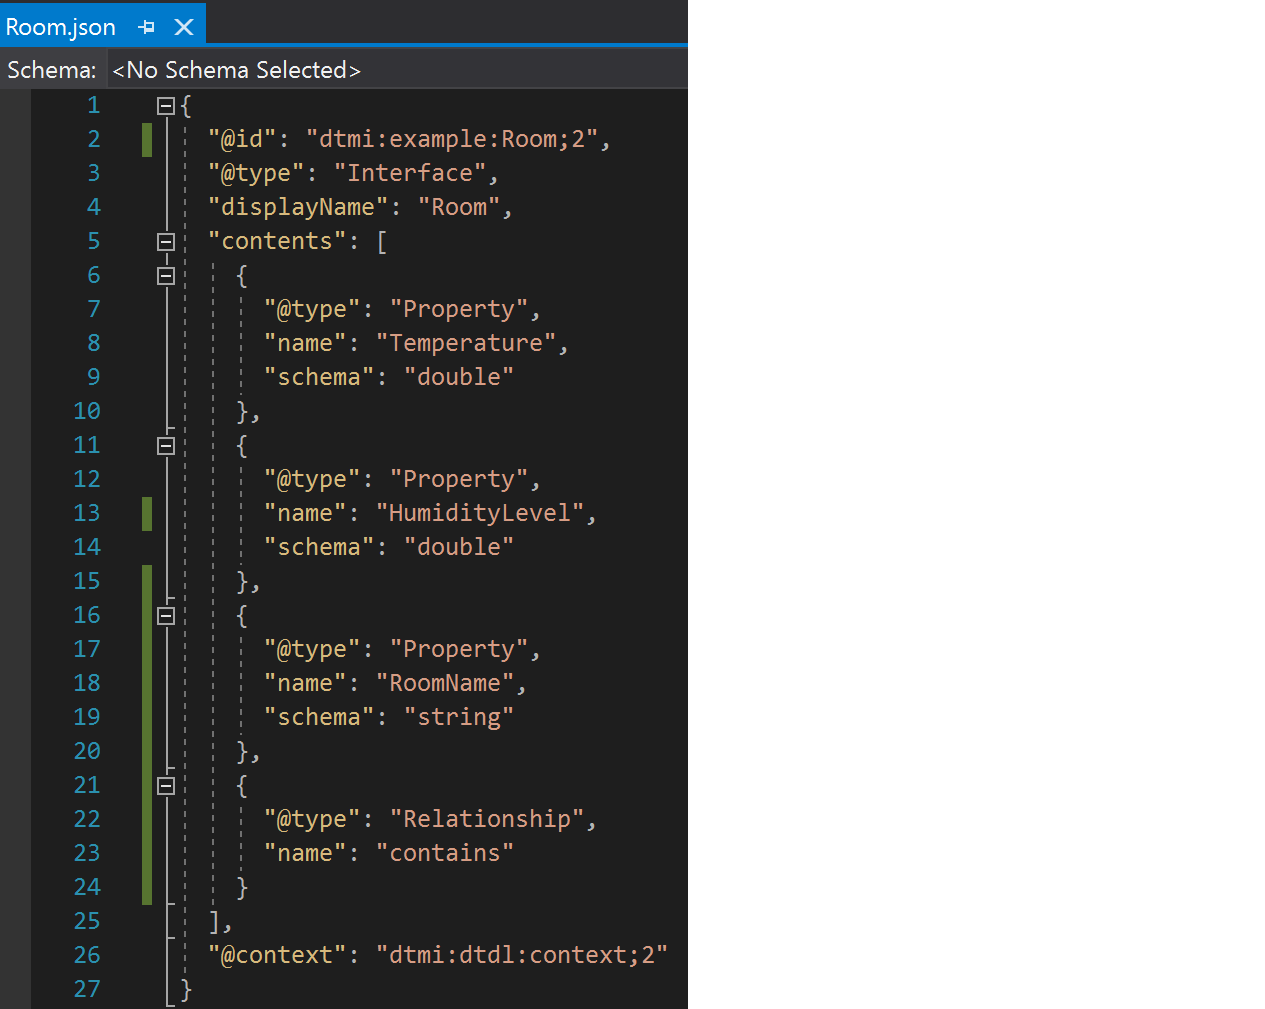 Room.json
Schema: <No Schema Selected>
1 {
2 "@id": "dtmi:example:Room;2",
3 "@type": "Interface",
4 "displayName": "Room",
5 "contents": [
6 {
7 "@type": "Property",
8 "name": "Temperature",
9 "schema": "double"
10 },
11 {
12 "@type": "Property",
13 "name": "HumidityLevel",
14 "schema": "double"
15 },
16 {
17 "@type": "Property",
18 "name": "RoomName",
19 "schema": "string"
20 },
21 {
22 "@type": "Relationship",
23 "name": "contains"
24 }
25 ],
26 "@context": "dtmi:dtdl:context;2"
27 }